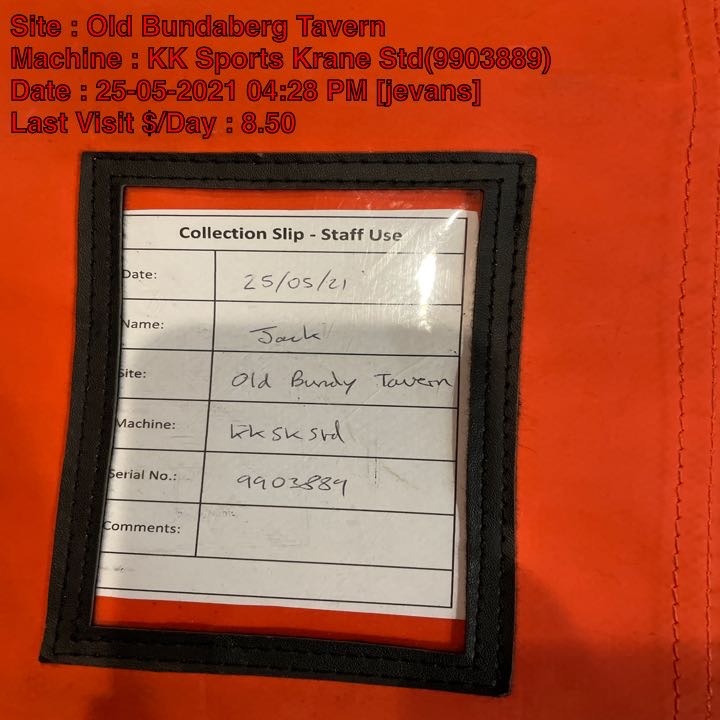 Site : Old Bundaberg Tavern
Machine : KK Sports Krane Std(9903889)
Date : 25-05-2021 04:28 PM [jevans]
Last Visit $/Day : 8.50
Collection Slip - Staff Use
Date: 25/05/21
Name: Jack
Site: Old Bundy Tavern
Machine: KK SK Std
Serial No.: 9903889
Comments: